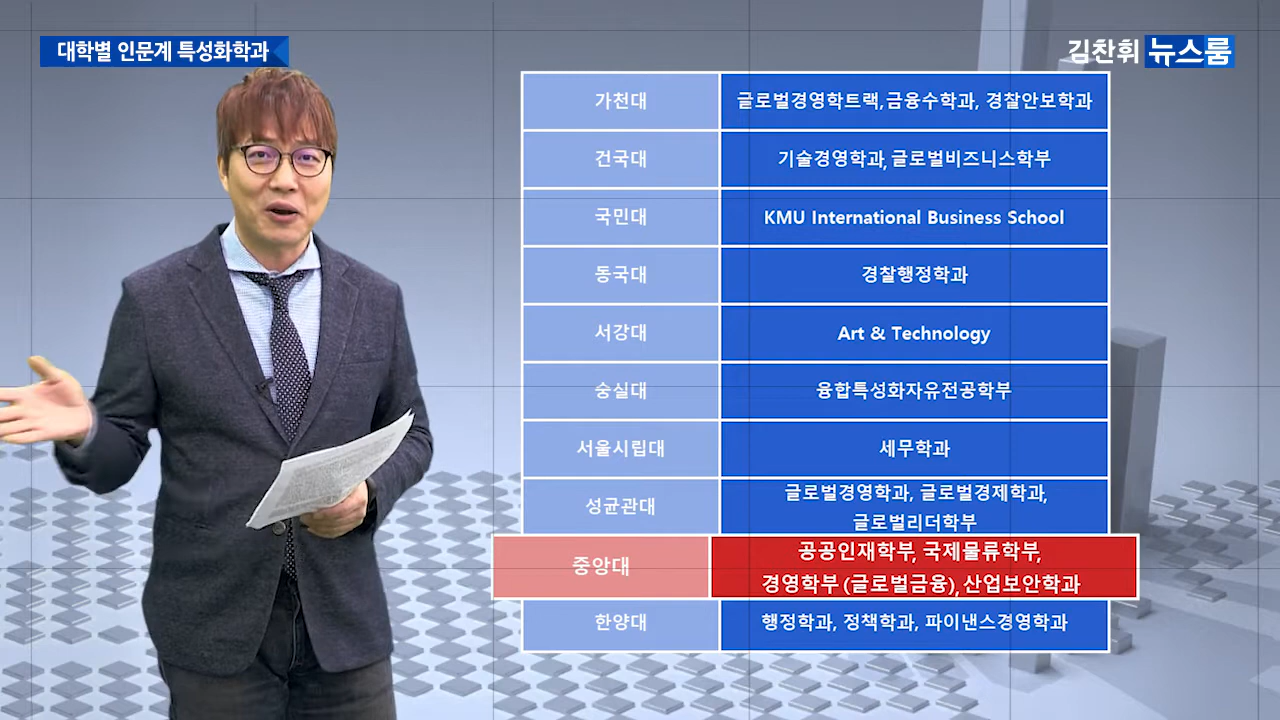 대학별 인문계 특성화학과
김찬휘 뉴스룸
가천대
글로벌경영학트랙, 금융수학과, 경찰안보학과
건국대
기술경영학과, 글로벌비즈니스학부
국민대
KMU International Business School
동국대
경찰행정학과
서강대
Art & Technology
숭실대
융합특성화자유전공학부
서울시립대
세무학과
성균관대
글로벌경영학과, 글로벌경제학과,
글로벌리더학부
중앙대
공공인재학부, 국제물류학부,
경영학부 (글로벌금융), 산업보안학과
한양대
행정학과, 정책학과, 파이낸스경영학과